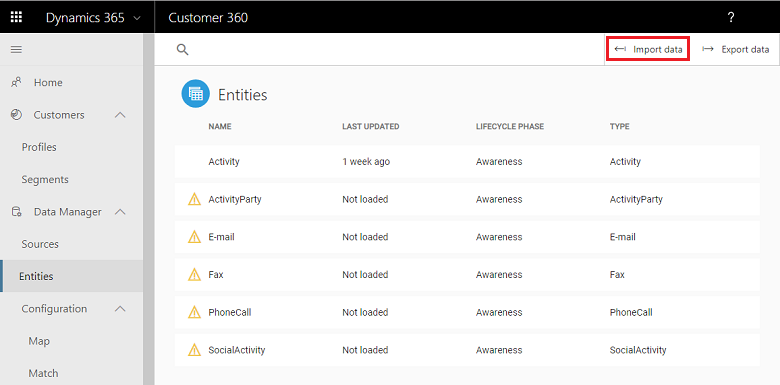 Dynamics 365 Customer 360 ?
Import data Export data
Home
Customers
Profiles
Segments
Data Manager
Sources
Entities
Configuration
Map
Match
Entities
NAME LAST UPDATED LIFECYCLE PHASE TYPE
Activity 1 week ago Awareness Activity
ActivityParty Not loaded Awareness ActivityParty
E-mail Not loaded Awareness E-mail
Fax Not loaded Awareness Fax
PhoneCall Not loaded Awareness PhoneCall
SocialActivity Not loaded Awareness SocialActivity